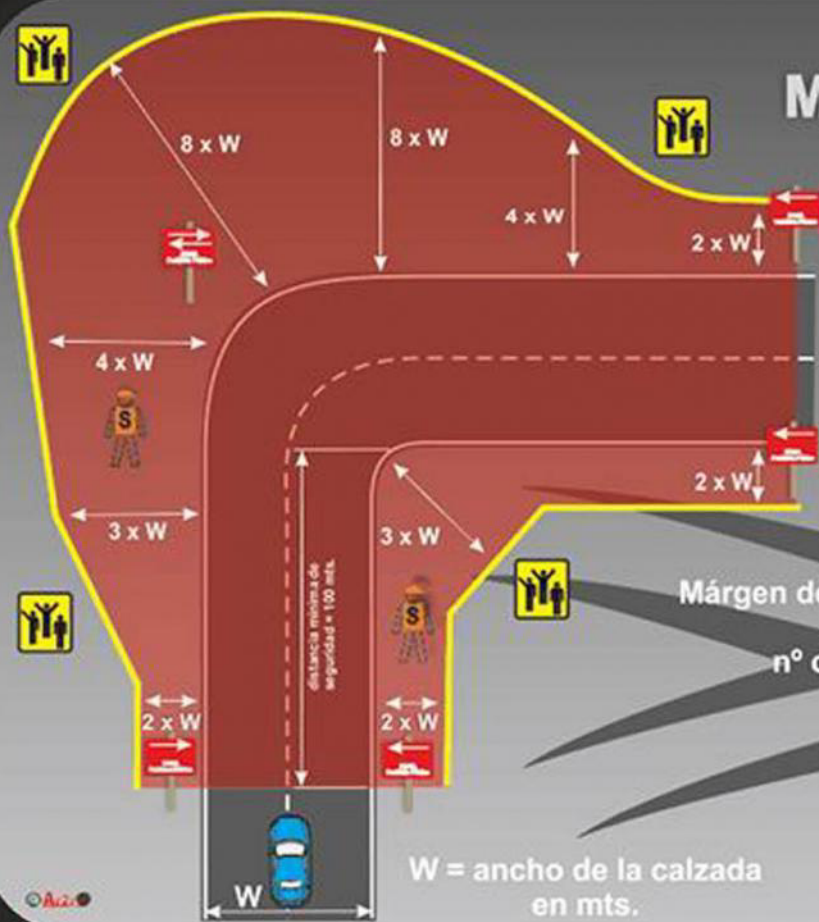 M
8 x W
8 x W
4 x W
2 x W
4 x W
S
3 x W
3 x W
2 x W
distancia mínima de
seguridad = 100 mts.
S
Márgen de
nº
2 x W
2 x W
W = ancho de la calzada
en mts.
W